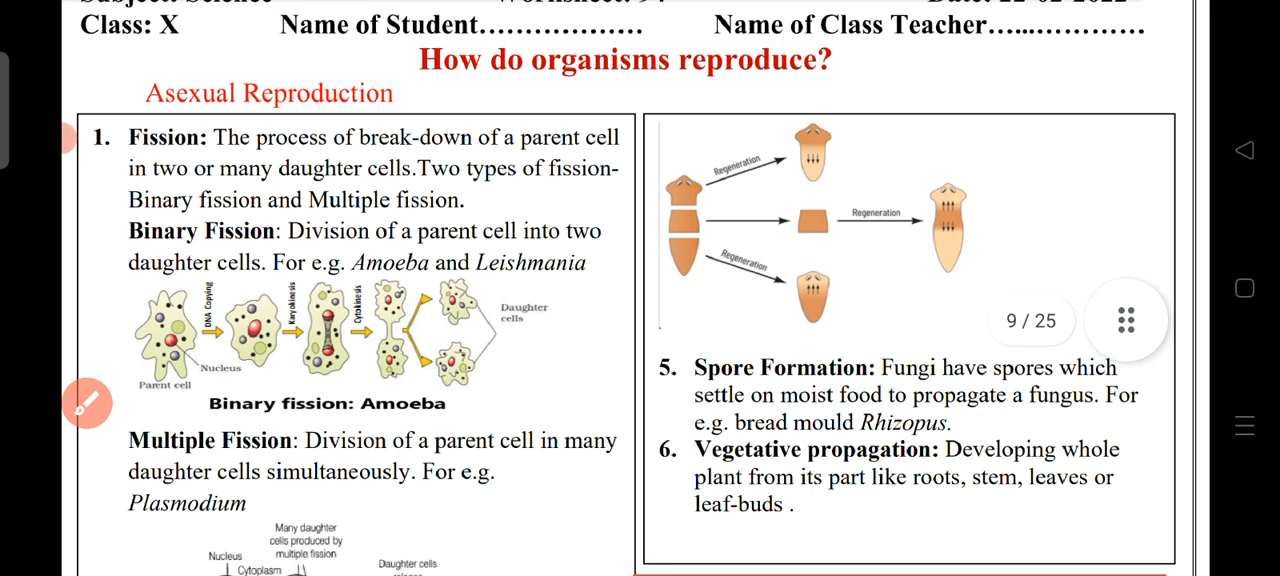 Class: X Name of Student.................. Name of Class Teacher..................
How do organisms reproduce?
Asexual Reproduction
1. Fission: The process of break-down of a parent cell
in two or many daughter cells.Two types of fission-
Binary fission and Multiple fission.
Binary Fission: Division of a parent cell into two
daughter cells. For e.g. Amoeba and Leishmania
DNA Copying
Karyokinesis
Cytokinesis
Daughter
cells
Nucleus
Parent cell
Binary fission: Amoeba
Multiple Fission: Division of a parent cell in many
daughter cells simultaneously. For e.g.
Plasmodium
Many daughter
cells produced by
multiple fission
Nucleus
Cytoplasm
Daughter cells
Regeneration
Regeneration
Regeneration
9 / 25
5. Spore Formation: Fungi have spores which
settle on moist food to propagate a fungus. For
e.g. bread mould Rhizopus.
6. Vegetative propagation: Developing whole
plant from its part like roots, stem, leaves or
leaf-buds .